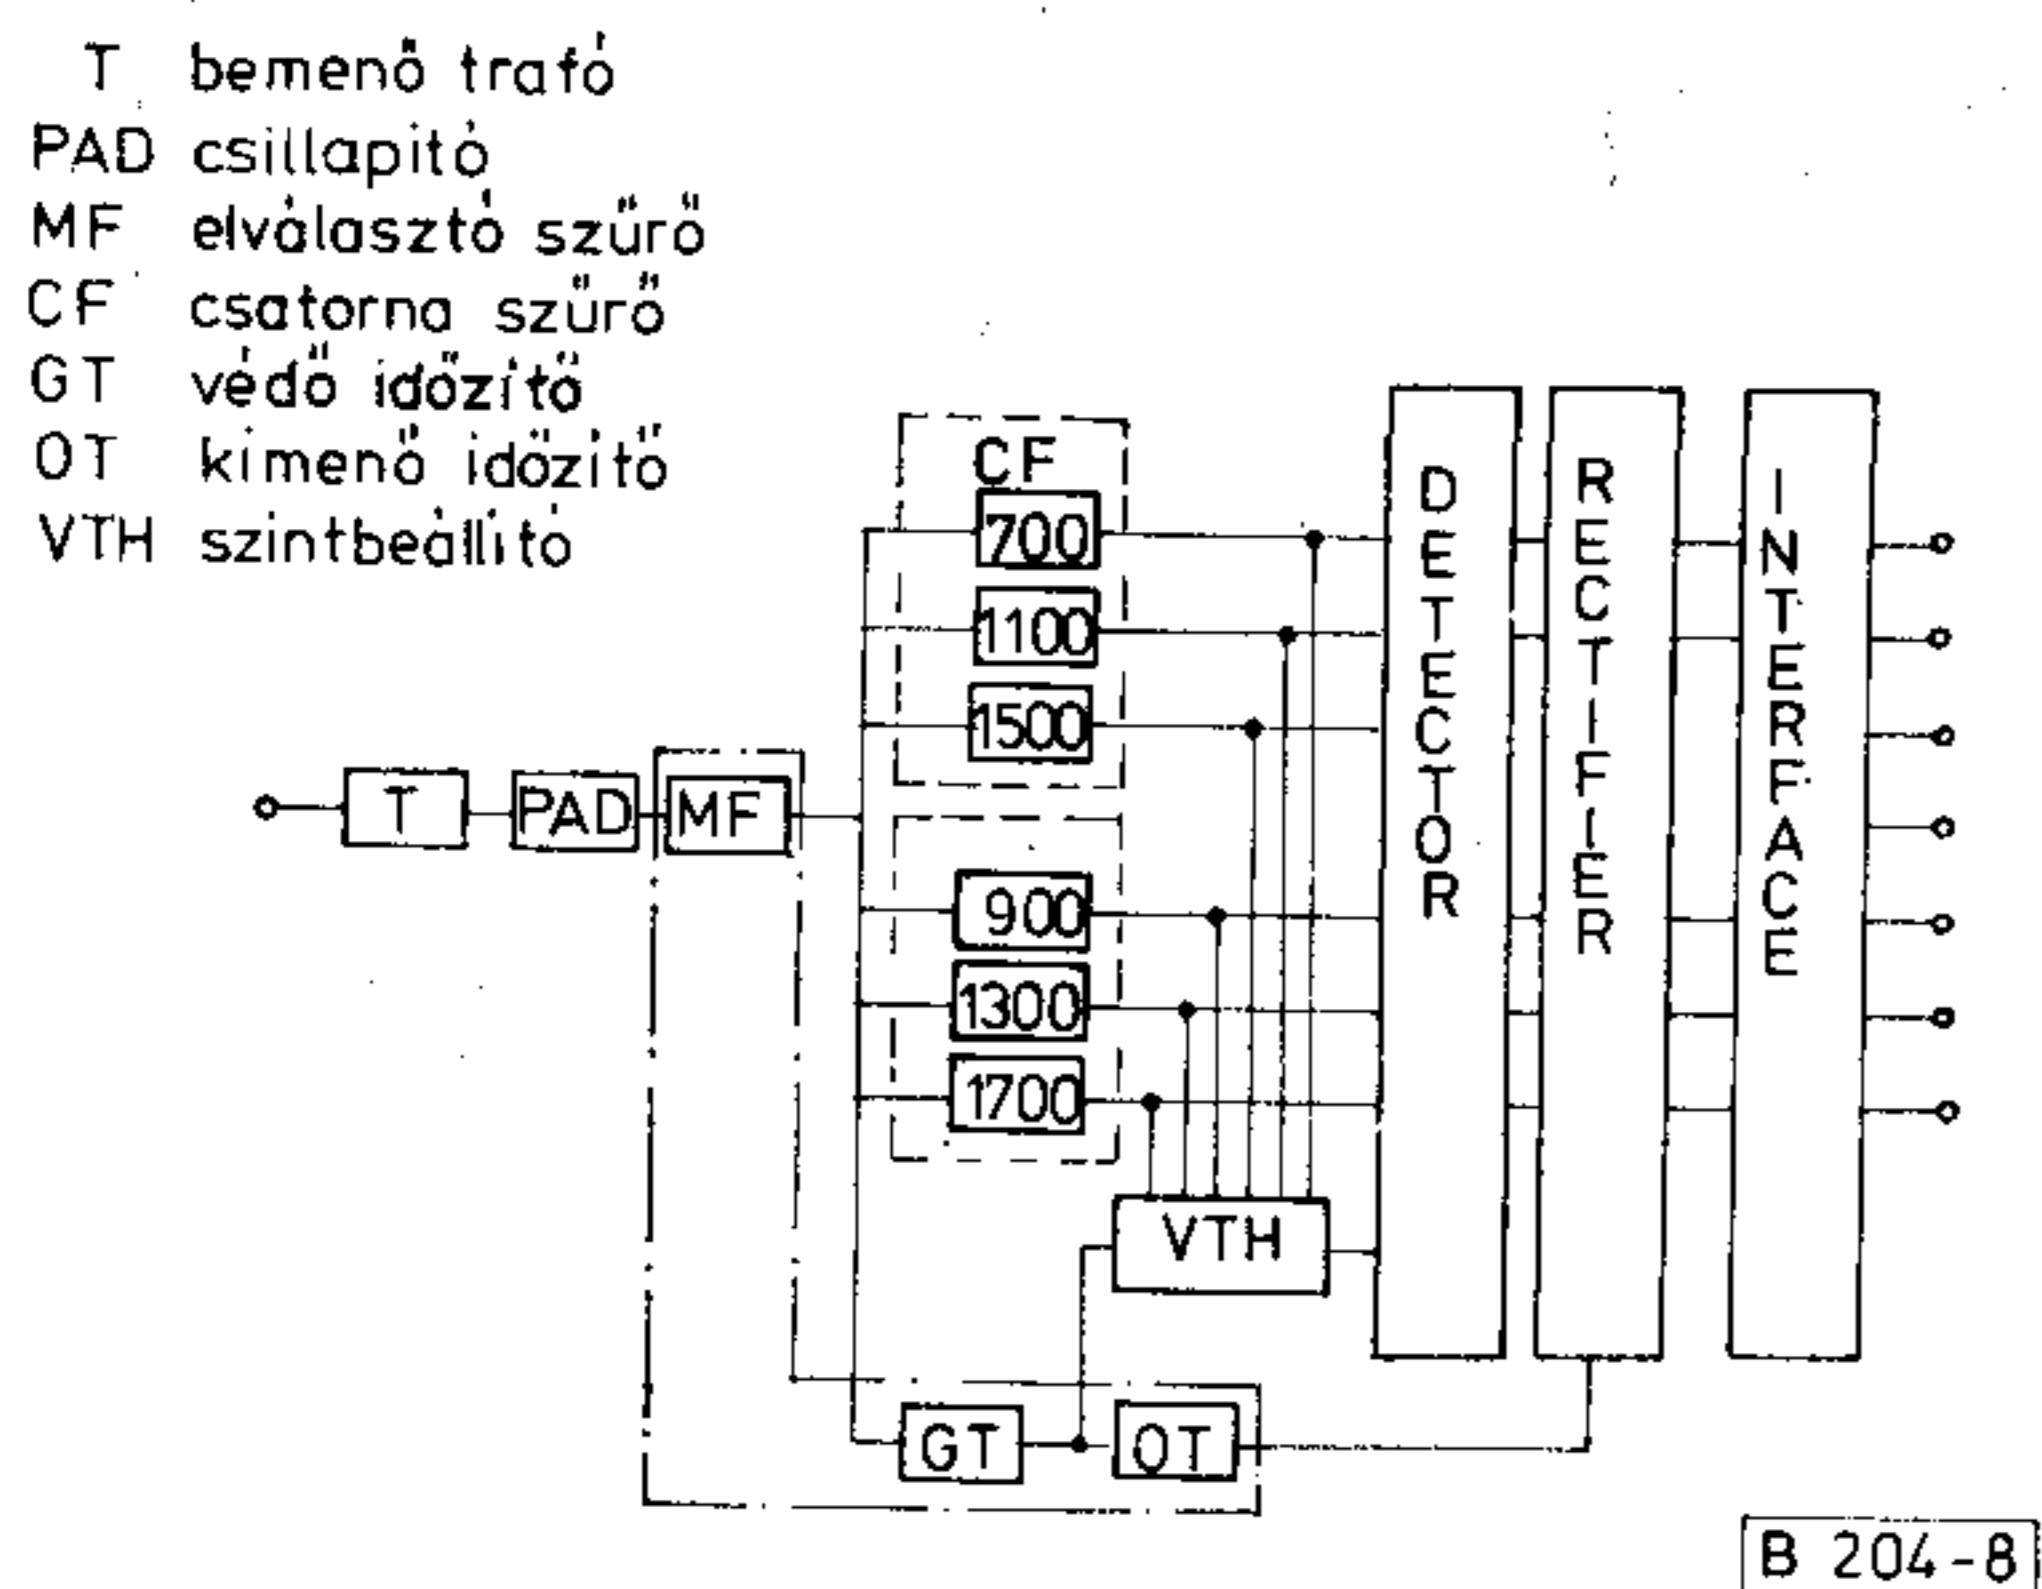 T bemenő trafó
PAD csillapitó
MF elválasztó szűrő
CF csatorna szűrő
GT védő időzítő
OT kimenő időzitő
VTH szintbeállitó
CF
700
1100
1500
T PAD MF
900
1300
1700
VTH
GT OT
DETECTOR
RECTIFIER
INTERFACE
B 204-8